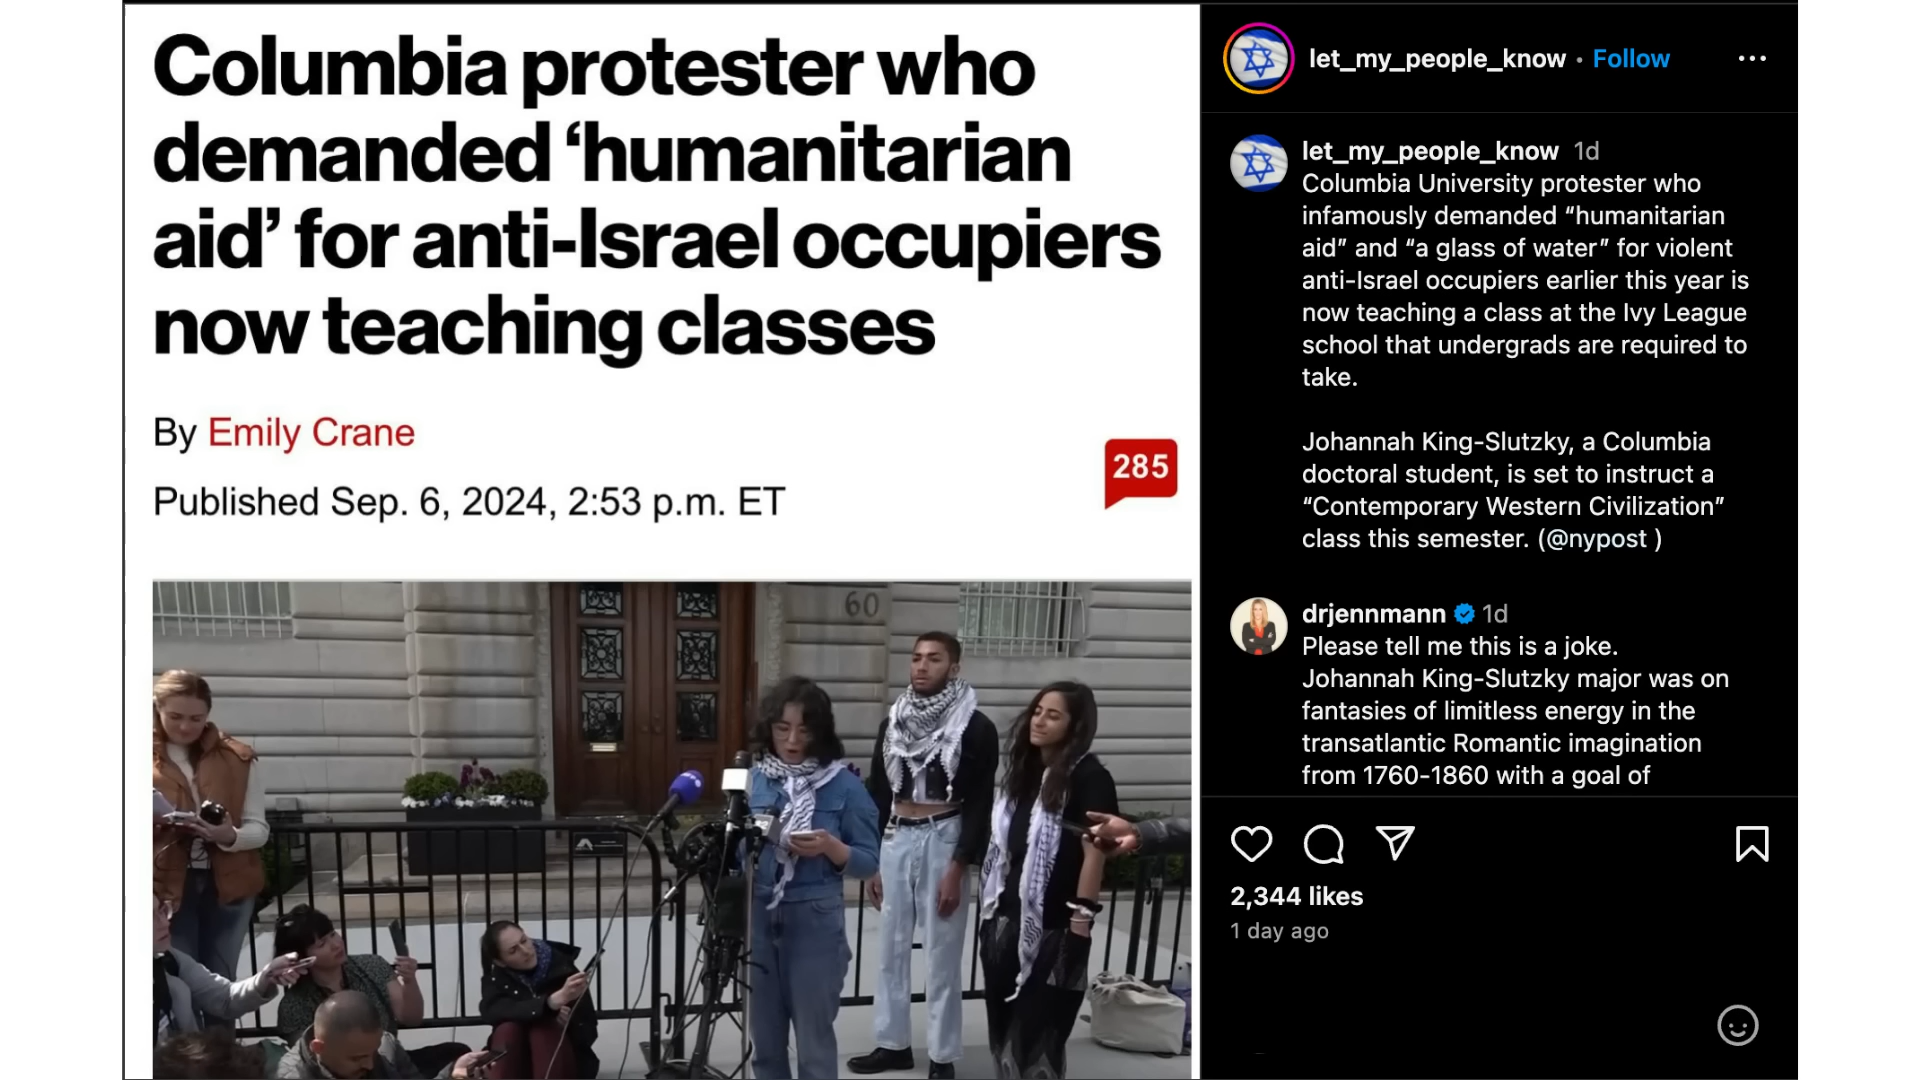 Columbia protester who
demanded ‘humanitarian
aid’ for anti-Israel occupiers
now teaching classes
By Emily Crane
Published Sep. 6, 2024, 2:53 p.m. ET
285
60
let_my_people_know • Follow
let_my_people_know 1d
Columbia University protester who
infamously demanded “humanitarian
aid” and “a glass of water” for violent
anti-Israel occupiers earlier this year is
now teaching a class at the Ivy League
school that undergrads are required to
take.
Johannah King-Slutzky, a Columbia
doctoral student, is set to instruct a
“Contemporary Western Civilization”
class this semester. (@nypost )
drjennmann 1d
Please tell me this is a joke.
Johannah King-Slutzky major was on
fantasies of limitless energy in the
transatlantic Romantic imagination
from 1760-1860 with a goal of
2,344 likes
1 day ago